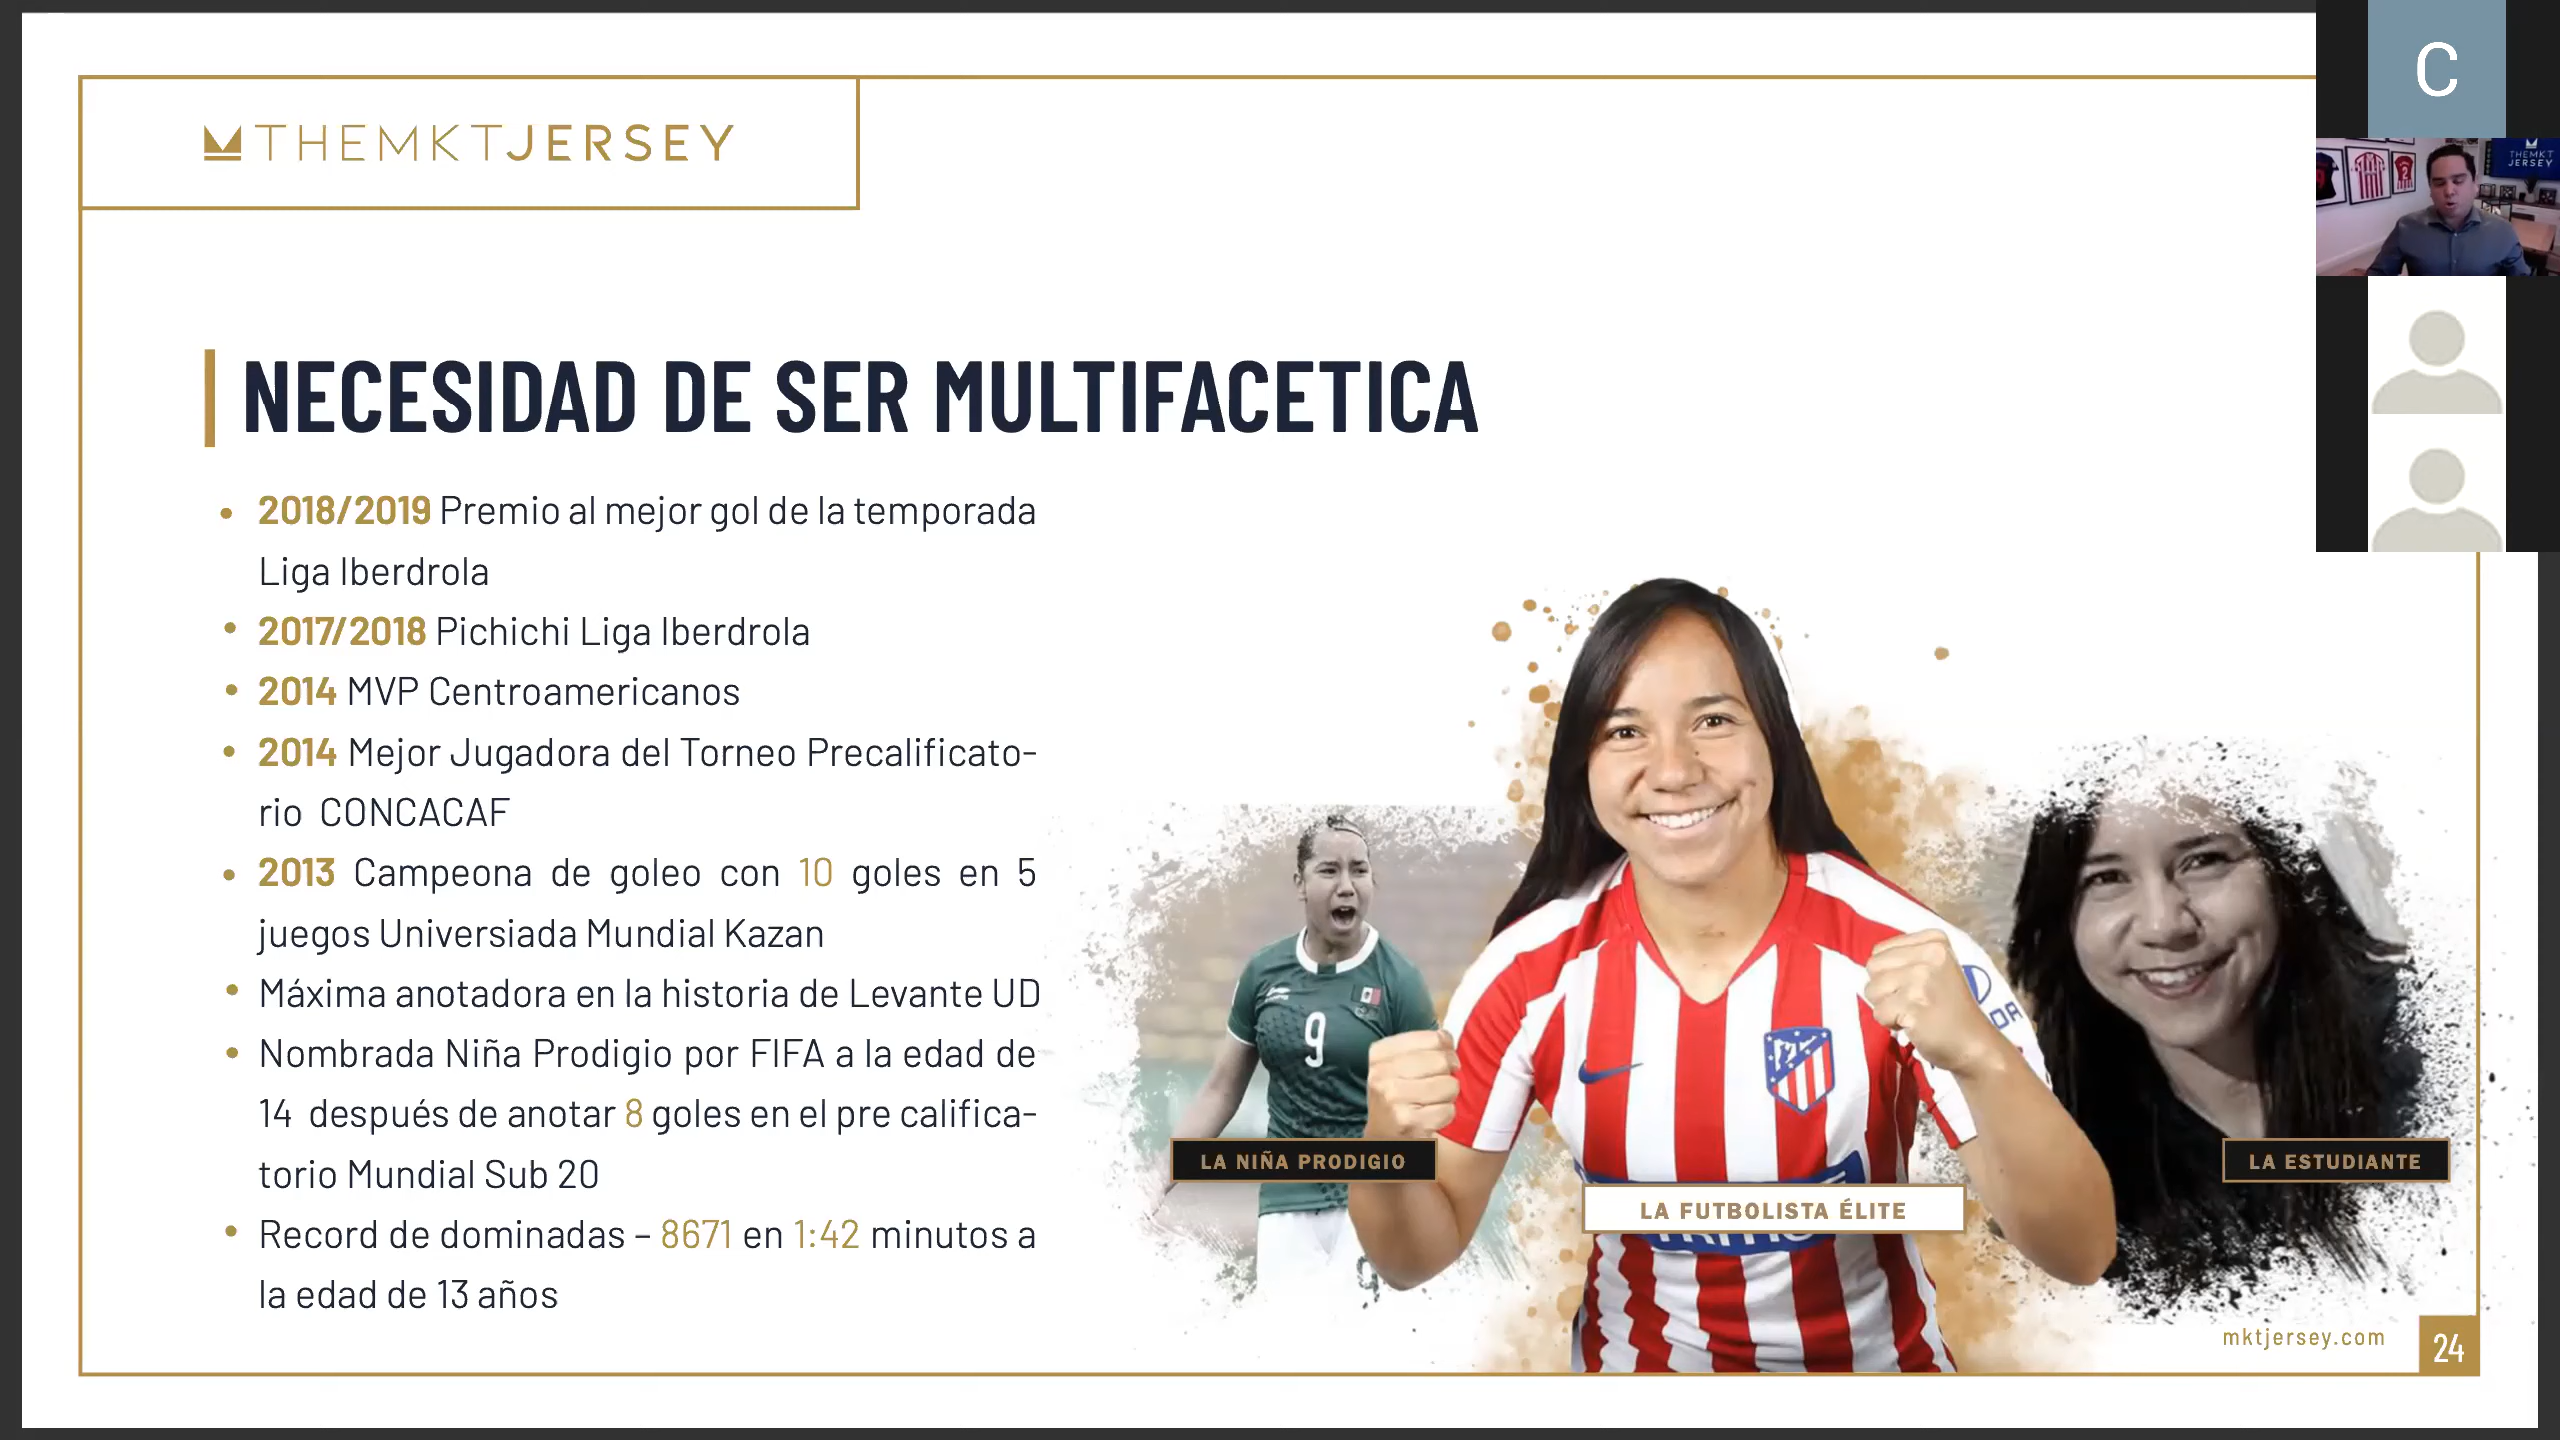 THEMKTJERSEY
C
THEMKT
JERSEY
NECESIDAD DE SER MULTIFACETICA
• 2018/2019 Premio al mejor gol de la temporada
Liga Iberdrola
• 2017/2018 Pichichi Liga Iberdrola
• 2014 MVP Centroamericanos
• 2014 Mejor Jugadora del Torneo Precalificato-
rio CONCACAF
• 2013 Campeona de goleo con 10 goles en 5
juegos Universiada Mundial Kazan
• Máxima anotadora en la historia de Levante UD
• Nombrada Niña Prodigio por FIFA a la edad de
14 después de anotar 8 goles en el pre califica-
torio Mundial Sub 20
• Record de dominadas – 8671 en 1:42 minutos a
la edad de 13 años
9
9
LA NIÑA PRODIGIO
LA FUTBOLISTA ÉLITE
LA ESTUDIANTE
mktjersey.com
24